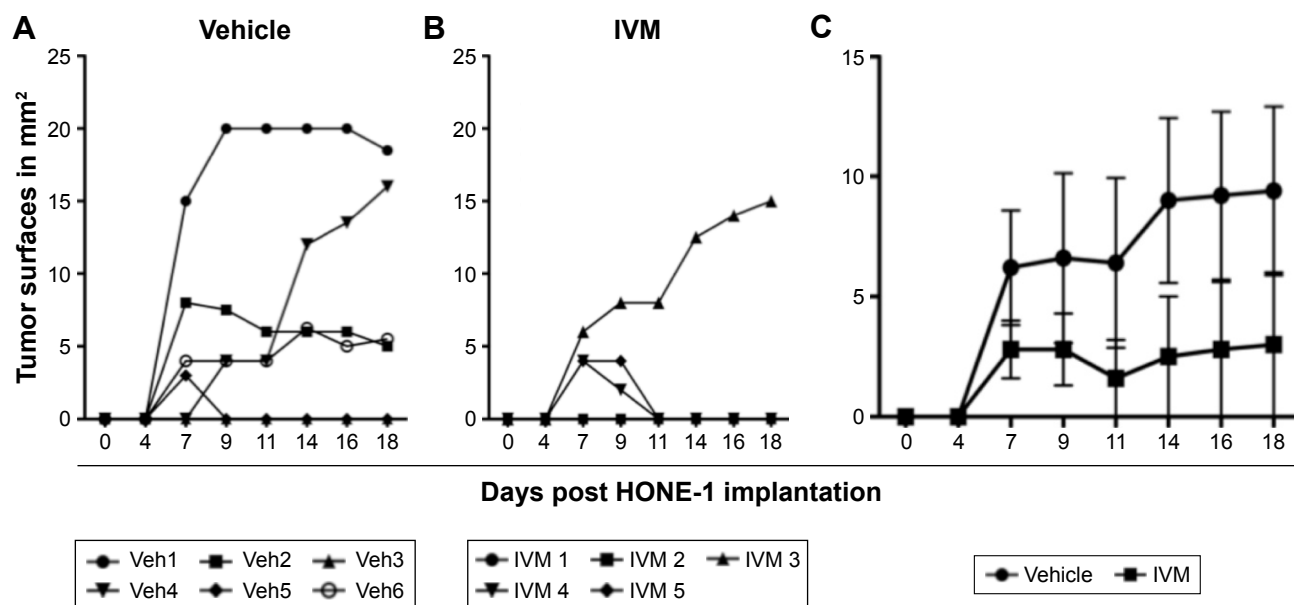 A Vehicle B IVM C
Tumor surfaces in mm²
25
20
15
10
5
0
0 4 7 9 11 14 16 18
25
20
15
10
5
0
0 4 7 9 11 14 16 18
15
10
5
0
0 4 7 9 11 14 16 18
Days post HONE-1 implantation
Veh1 Veh2 Veh3
Veh4 Veh5 Veh6
IVM 1 IVM 2 IVM 3
IVM 4 IVM 5
Vehicle IVM